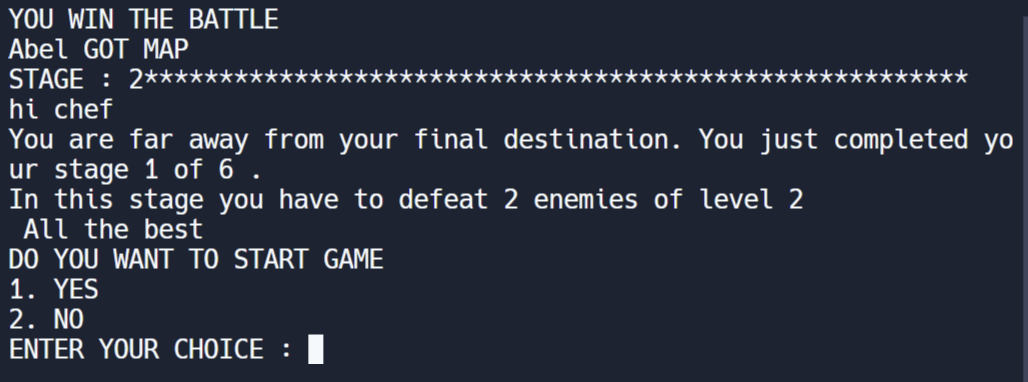 YOU WIN THE BATTLE
Abel GOT MAP
STAGE : 2*******************************************************
hi chef
You are far away from your final destination. You just completed yo
ur stage 1 of 6 .
In this stage you have to defeat 2 enemies of level 2
 All the best
DO YOU WANT TO START GAME
1. YES
2. NO
ENTER YOUR CHOICE :